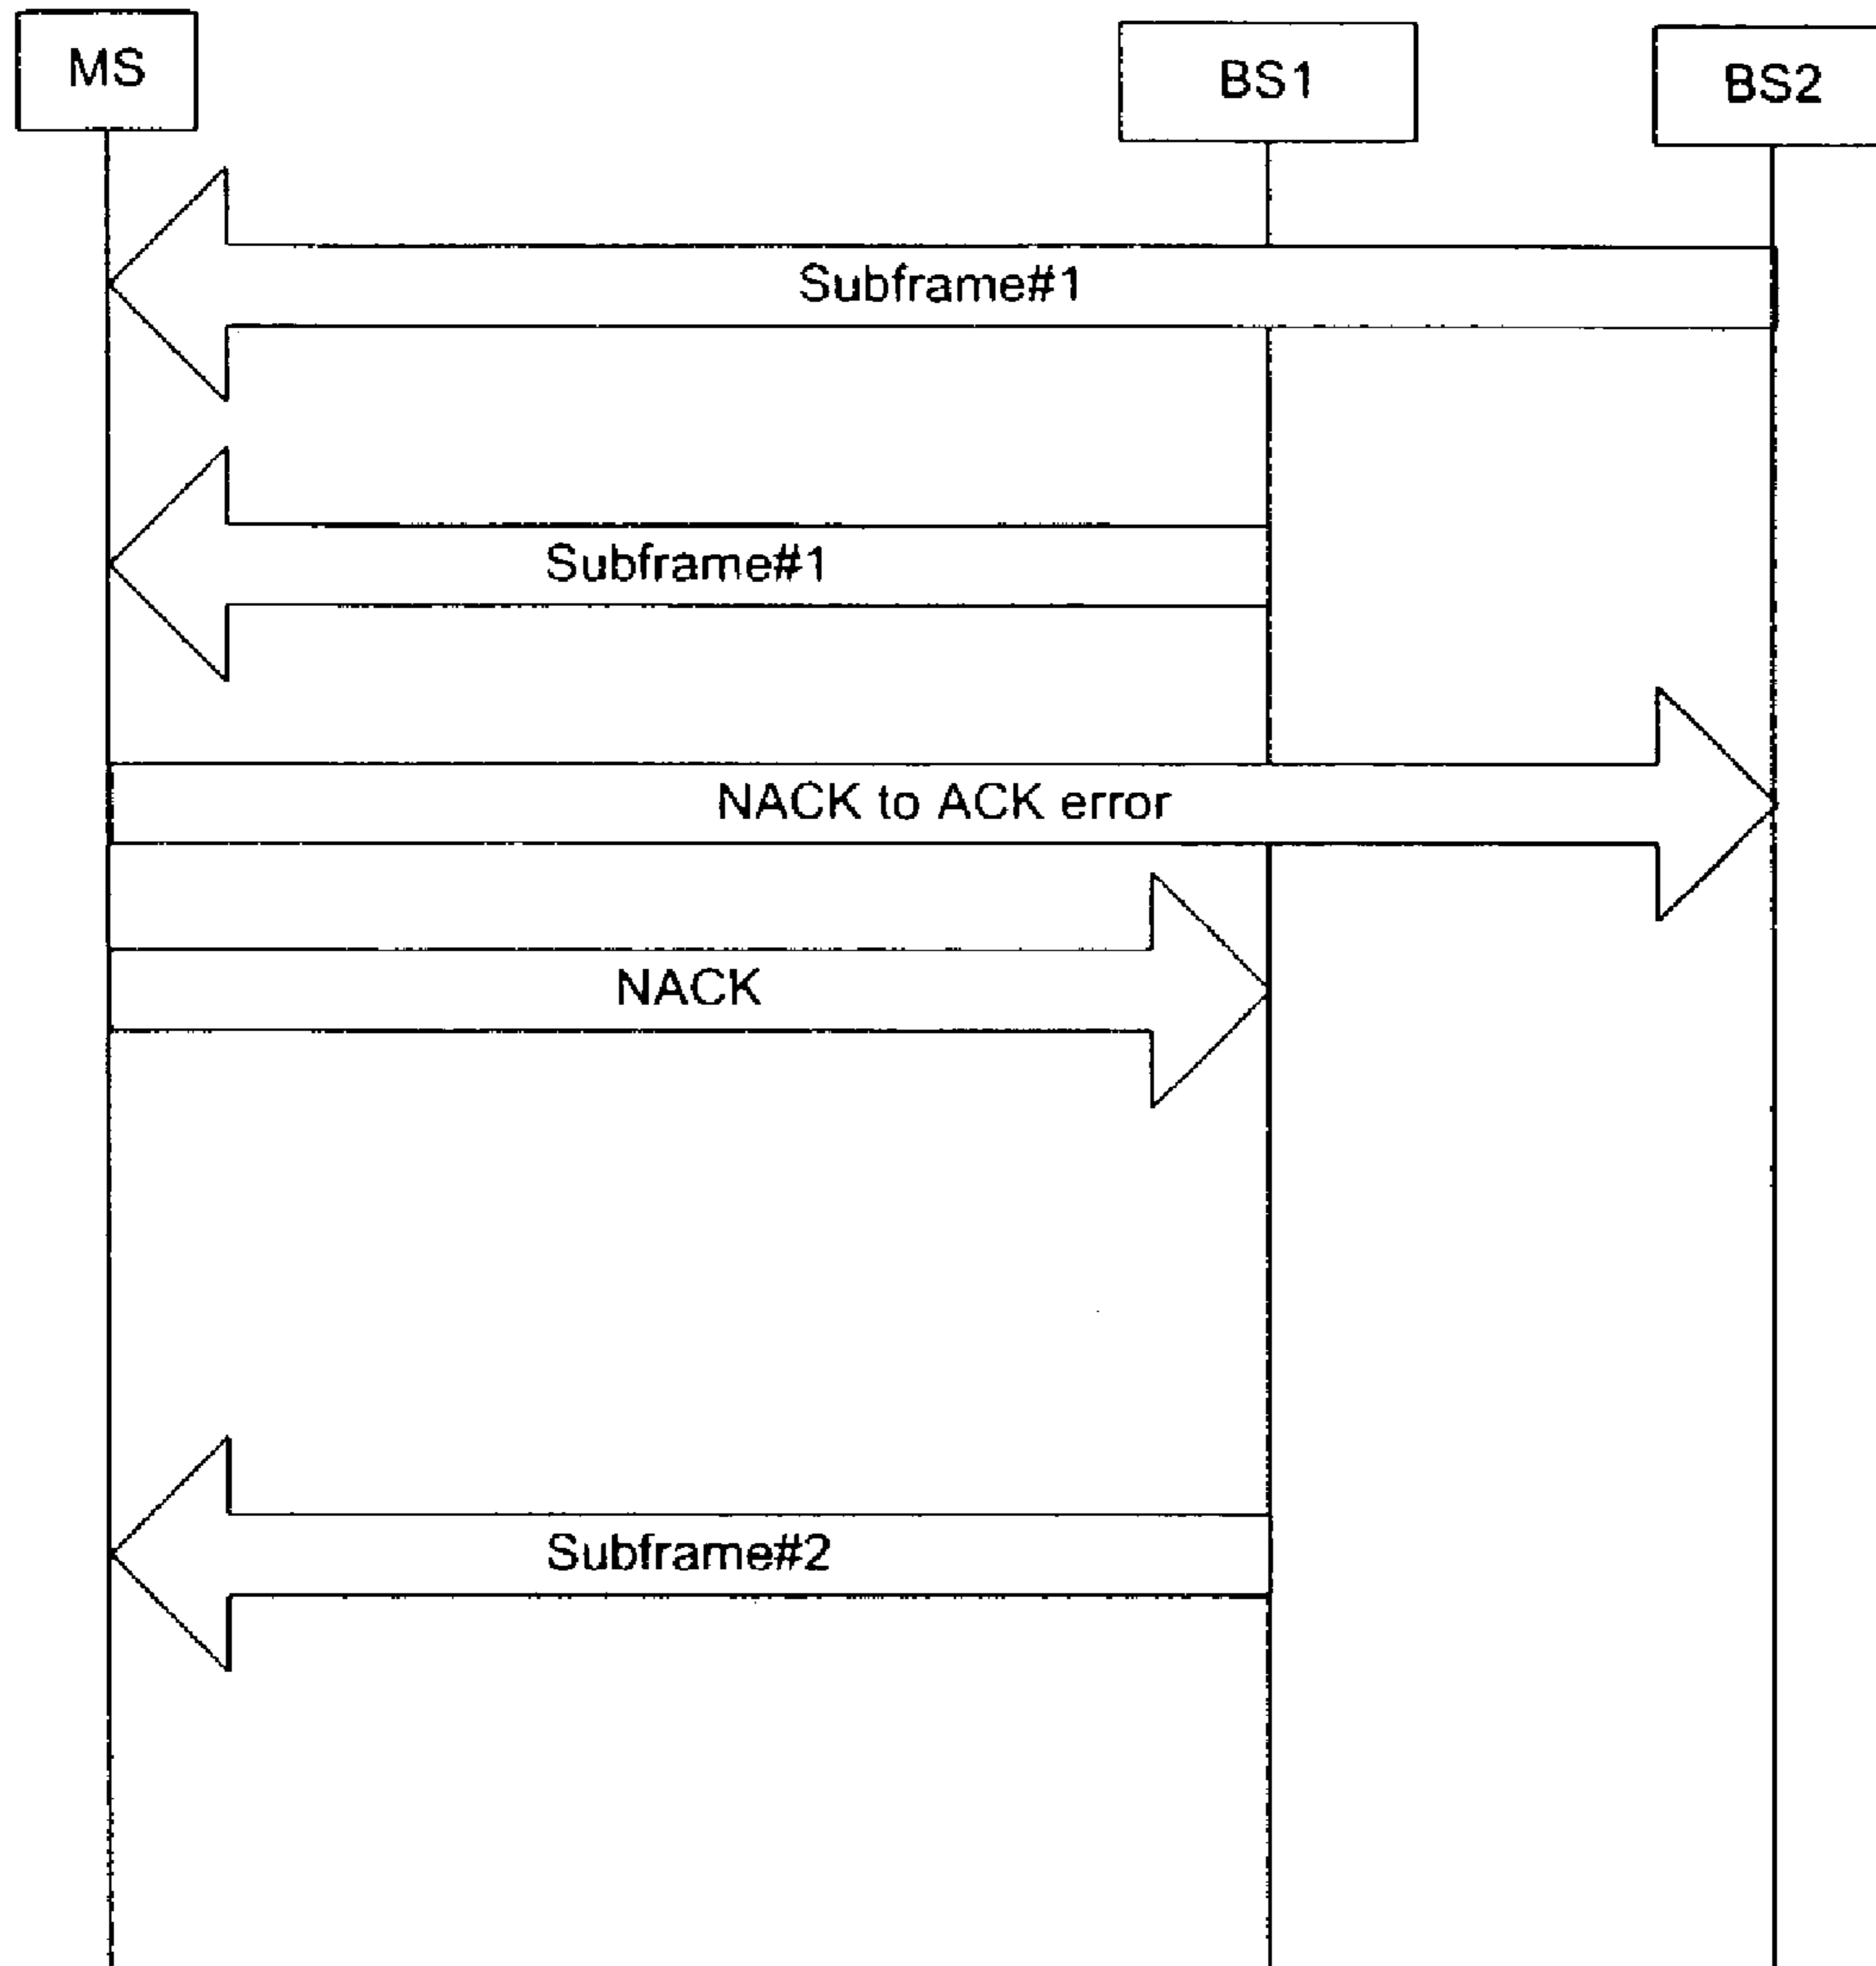 MS
BS1
BS2
Subframe#1
Subframe#1
NACK to ACK error
NACK
Subframe#2